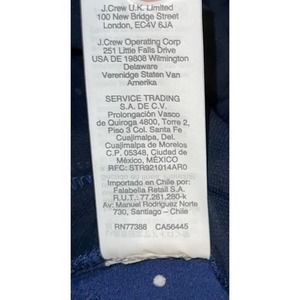 J.Crew U.K. Limited
100 New Bridge Street
London, EC4V 6JA
J.Crew Operating Corp
251 Little Falls Drive
USA DE 19808 Wilmington
Delaware
Verenidge Staten Van
Amerika
SERVICE TRADING
S.A. DE C.V.
Prolongación Vasco
de Quiroga 4800, Torre 2,
Piso 3 Col. Santa Fe
Cuajimalpa, Del.
Cuajimalpa de Morelos
C.P. 05348, Ciudad de
México, MÉXICO
RFC: STR921014AR0
Importado en Chile por:
Falabella Retail S.A.
R.U.T: 77.261.280-k
Av: Manuel Rodriguez Norte
730, Santiago – Chile
RN77388 CA56445